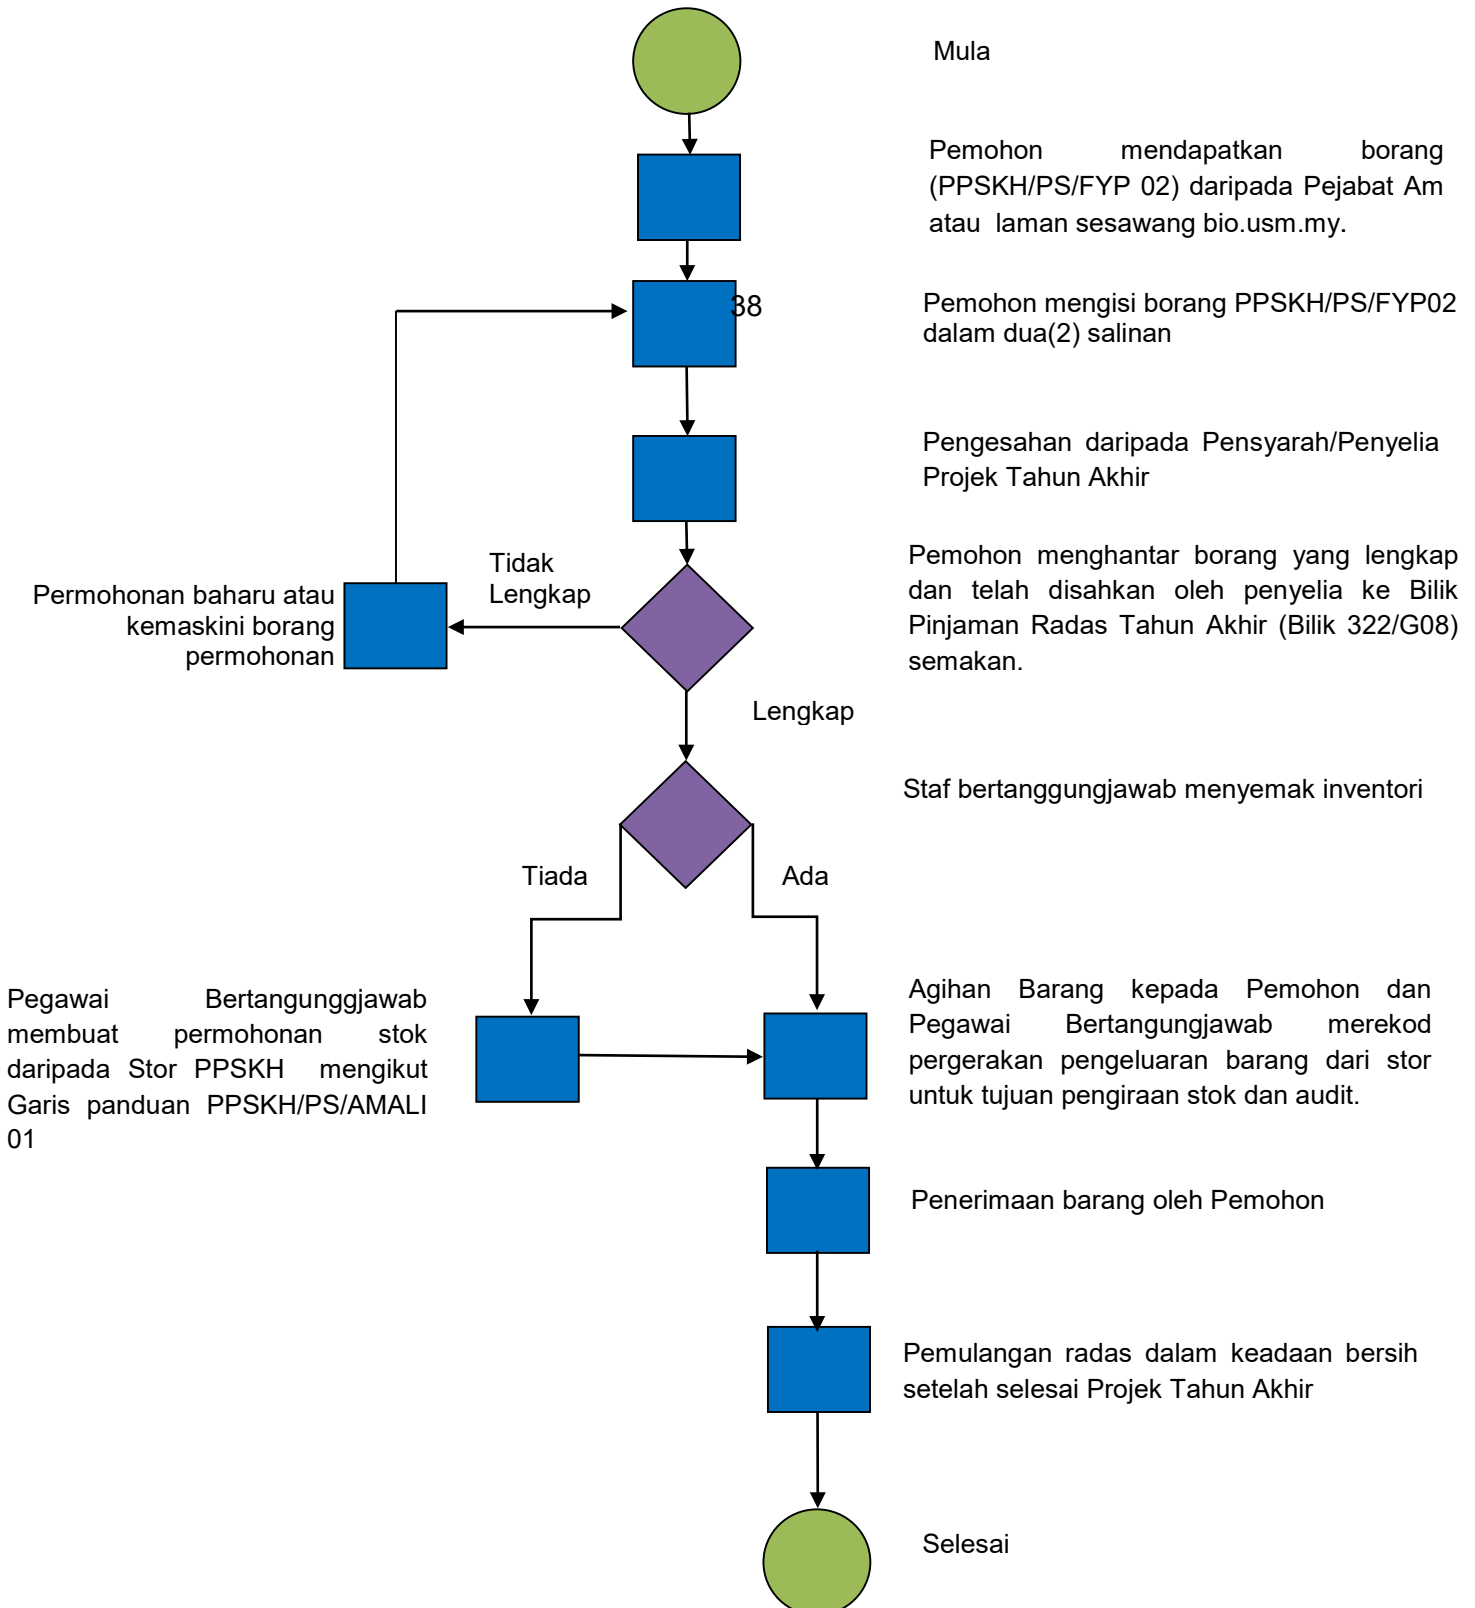 Mula
Pemohon mendapatkan borang
(PPSKH/PS/FYP 02) daripada Pejabat Am
atau laman sesawang bio.usm.my.
38
Pemohon mengisi borang PPSKH/PS/FYP02
dalam dua(2) salinan
Pengesahan daripada Pensyarah/Penyelia
Projek Tahun Akhir
Tidak
Lengkap
Permohonan baharu atau
kemaskini borang
permohonan
Pemohon menghantar borang yang lengkap
dan telah disahkan oleh penyelia ke Bilik
Pinjaman Radas Tahun Akhir (Bilik 322/G08)
semakan.
Lengkap
Staf bertanggungjawab menyemak inventori
Tiada
Ada
Pegawai Bertangunggjawab
membuat permohonan stok
daripada Stor PPSKH mengikut
Garis panduan PPSKH/PS/AMALI
01
Agihan Barang kepada Pemohon dan
Pegawai Bertangungjawab merekod
pergerakan pengeluaran barang dari stor
untuk tujuan pengiraan stok dan audit.
Penerimaan barang oleh Pemohon
Pemulangan radas dalam keadaan bersih
setelah selesai Projek Tahun Akhir
Selesai